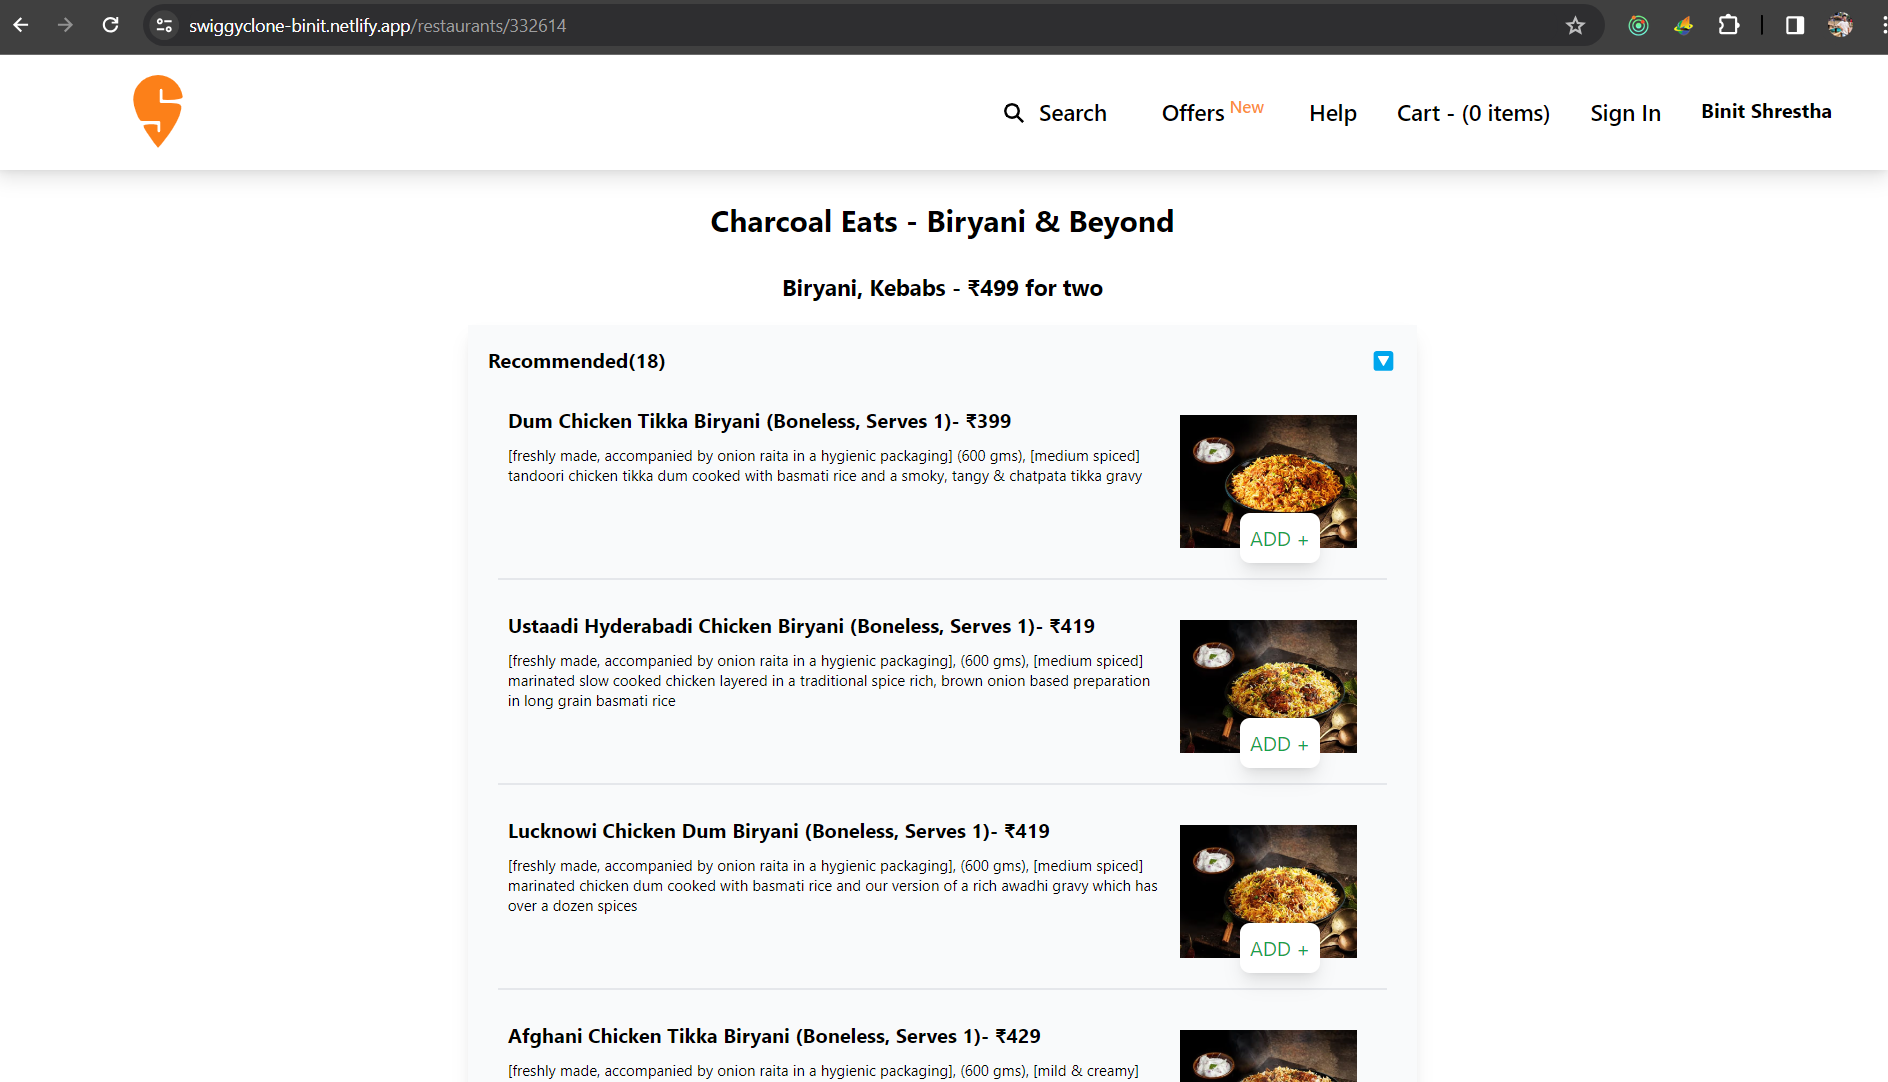 swiggyclone-binit.netlify.app/restaurants/332614
Search
Offers New
Help
Cart - (0 items)
Sign In
Binit Shrestha
Charcoal Eats - Biryani & Beyond
Biryani, Kebabs - ₹499 for two
Recommended(18)
Dum Chicken Tikka Biryani (Boneless, Serves 1)- ₹399
[freshly made, accompanied by onion raita in a hygienic packaging] (600 gms), [medium spiced]
tandoori chicken tikka dum cooked with basmati rice and a smoky, tangy & chatpata tikka gravy
ADD +
Ustaadi Hyderabadi Chicken Biryani (Boneless, Serves 1)- ₹419
[freshly made, accompanied by onion raita in a hygienic packaging], (600 gms), [medium spiced]
marinated slow cooked chicken layered in a traditional spice rich, brown onion based preparation
in long grain basmati rice
ADD +
Lucknowi Chicken Dum Biryani (Boneless, Serves 1)- ₹419
[freshly made, accompanied by onion raita in a hygienic packaging], (600 gms), [medium spiced]
marinated chicken dum cooked with basmati rice and our version of a rich awadhi gravy which has
over a dozen spices
ADD +
Afghani Chicken Tikka Biryani (Boneless, Serves 1)- ₹429
[freshly made, accompanied by onion raita in a hygienic packaging], (600 gms), [mild & creamy]